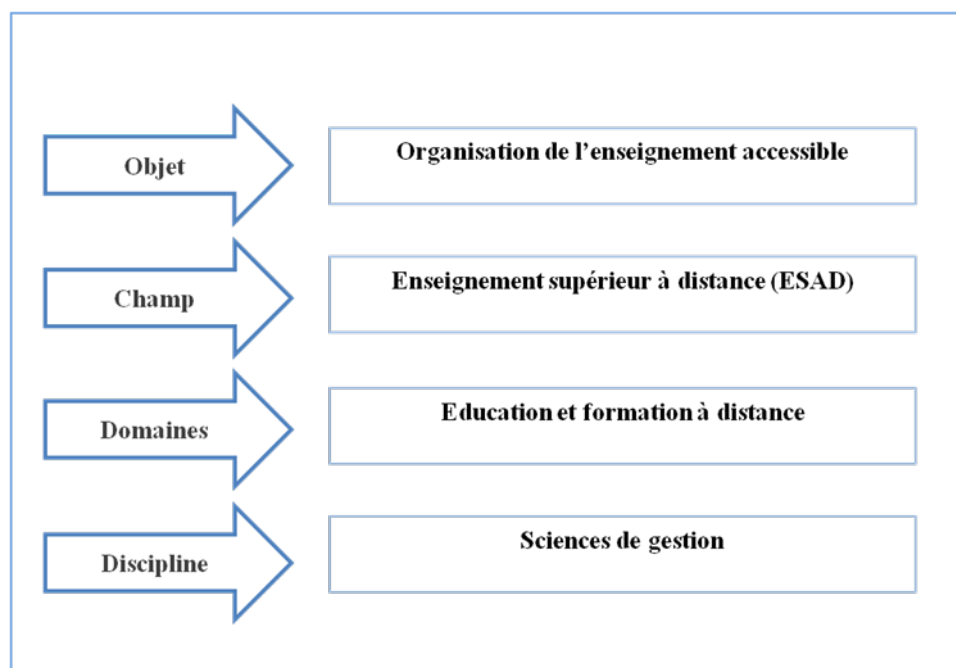 Objet
Organisation de l’enseignement accessible
Champ
Enseignement supérieur à distance (ESAD)
Domaines
Education et formation à distance
Discipline
Sciences de gestion